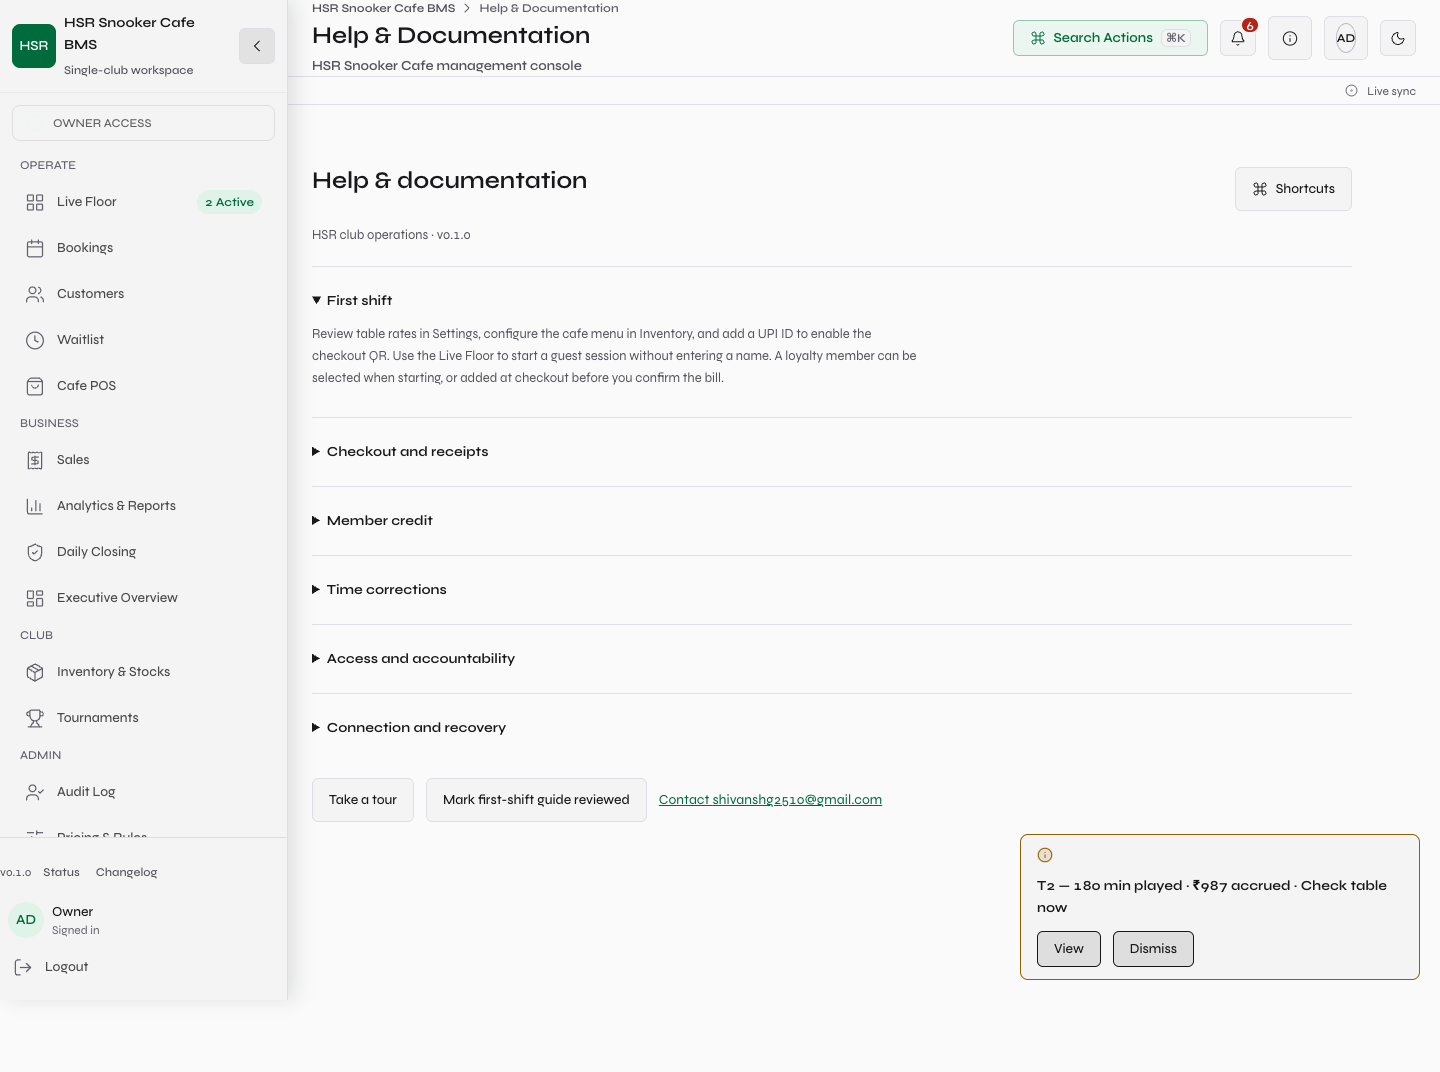 HSR Snooker Cafe BMS
Single-club workspace
HSR
OWNER ACCESS
OPERATE
Live Floor 2 Active
Bookings
Customers
Waitlist
Cafe POS
BUSINESS
Sales
Analytics & Reports
Daily Closing
Executive Overview
CLUB
Inventory & Stocks
Tournaments
ADMIN
Audit Log
Pricing & Rules
v0.1.0 Status Changelog
AD
Owner
Signed in
Logout
HSR Snooker Cafe BMS > Help & Documentation
Help & Documentation
HSR Snooker Cafe management console
Search Actions ⌘K
6
AD
Live sync
Help & documentation
Shortcuts
HSR club operations · v0.1.0
First shift
Review table rates in Settings, configure the cafe menu in Inventory, and add a UPI ID to enable the
checkout QR. Use the Live Floor to start a guest session without entering a name. A loyalty member can be
selected when starting, or added at checkout before you confirm the bill.
Checkout and receipts
Member credit
Time corrections
Access and accountability
Connection and recovery
Take a tour
Mark first-shift guide reviewed
Contact shivanshg2510@gmail.com
T2 — 180 min played · ₹987 accrued · Check table
now
View
Dismiss